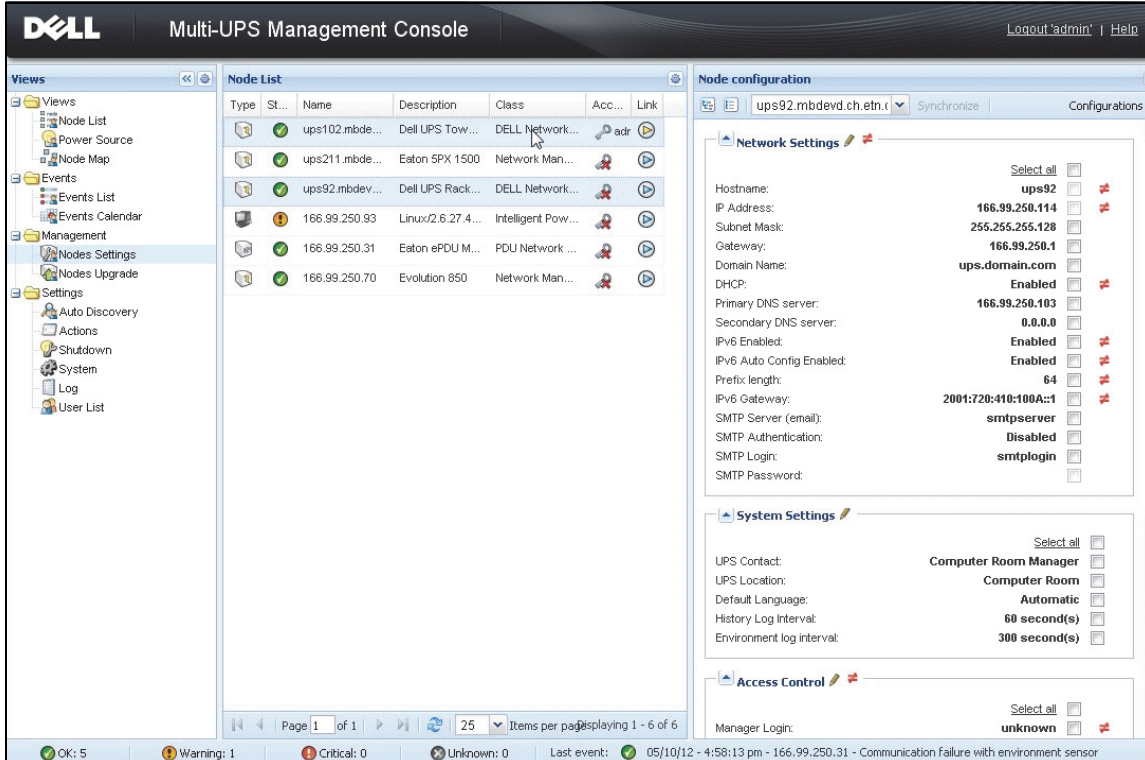 DELL Multi-UPS Management Console Logout 'admin' | Help
Views
Views
Node List
Power Source
Node Map
Events
Events List
Events Calendar
Management
Nodes Settings
Nodes Upgrade
Settings
Auto Discovery
Actions
Shutdown
System
Log
User List
Node List
Type St... Name Description Class Acc... Link
ups102.mbde... Dell UPS Tow... DELL Network... adr
ups211.mbde... Eaton 5PX 1500 Network Man...
ups92.mbdev... Dell UPS Rack... DELL Network...
166.99.250.93 Linux/2.6.27.4... Intelligent Pow...
166.99.250.31 Eaton ePDU M... PDU Network ...
166.99.250.70 Evolution 850 Network Man...
Page 1 of 1 25 Items per page Displaying 1 - 6 of 6
Node configuration
ups92.mbdevd.ch.etn.( Synchronize Configurations
Network Settings
Select all
Hostname: ups92
IP Address: 166.99.250.114
Subnet Mask: 255.255.255.128
Gateway: 166.99.250.1
Domain Name: ups.domain.com
DHCP: Enabled
Primary DNS server: 166.99.250.103
Secondary DNS server: 0.0.0.0
IPv6 Enabled: Enabled
IPv6 Auto Config Enabled: Enabled
Prefix length: 64
IPv6 Gateway: 2001:720:410:100A::1
SMTP Server (email): smtpserver
SMTP Authentication: Disabled
SMTP Login: smtplogin
SMTP Password:
System Settings
Select all
UPS Contact: Computer Room Manager
UPS Location: Computer Room
Default Language: Automatic
History Log Interval: 60 second(s)
Environment log interval: 300 second(s)
Access Control
Select all
Manager Login: unknown
OK: 5 Warning: 1 Critical: 0 Unknown: 0 Last event: 05/10/12 - 4:58:13 pm - 166.99.250.31 - Communication failure with environment sensor